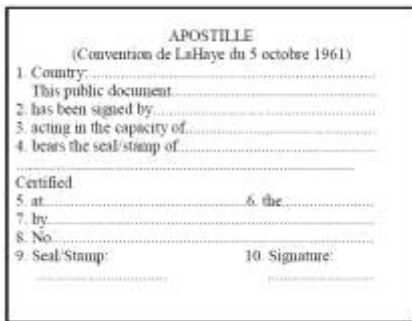 APOSTILLE
(Convention de LaHaye du 5 octobre 1961)
1. Country:
This public document
2. has been signed by
3. acting in the capacity of
4. bears the seal/stamp of
Certified
5. at 6. the
7. by
8. No
9. Seal/Stamp: 10. Signature: